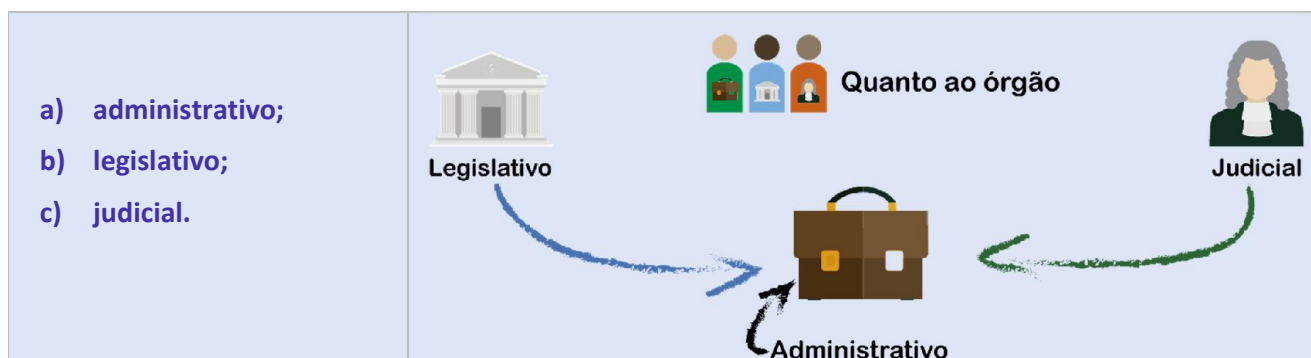 a) administrativo;
b) legislativo;
c) judicial.
Quanto ao órgão
Legislativo
Judicial
Administrativo